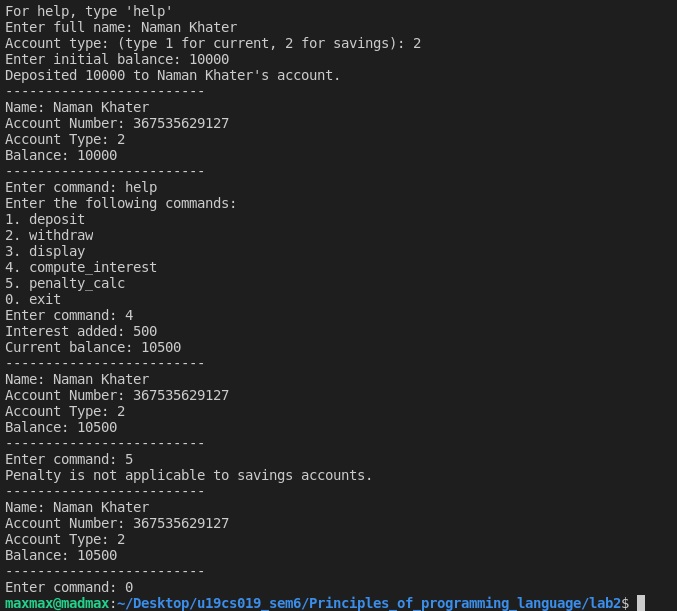 For help, type 'help'
Enter full name: Naman Khater
Account type: (type 1 for current, 2 for savings): 2
Enter initial balance: 10000
Deposited 10000 to Naman Khater's account.
-------------------------
Name: Naman Khater
Account Number: 367535629127
Account Type: 2
Balance: 10000
-------------------------
Enter command: help
Enter the following commands:
1. deposit
2. withdraw
3. display
4. compute_interest
5. penalty_calc
0. exit
Enter command: 4
Interest added: 500
Current balance: 10500
-------------------------
Name: Naman Khater
Account Number: 367535629127
Account Type: 2
Balance: 10500
-------------------------
Enter command: 5
Penalty is not applicable to savings accounts.
-------------------------
Name: Naman Khater
Account Number: 367535629127
Account Type: 2
Balance: 10500
-------------------------
Enter command: 0
maxmax@madmax:~/Desktop/u19cs019_sem6/Principles_of_programming_language/lab2$